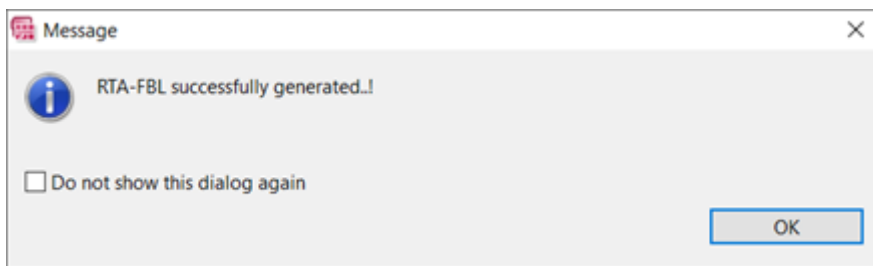 Message
RTA-FBL successfully generated..!
Do not show this dialog again
OK